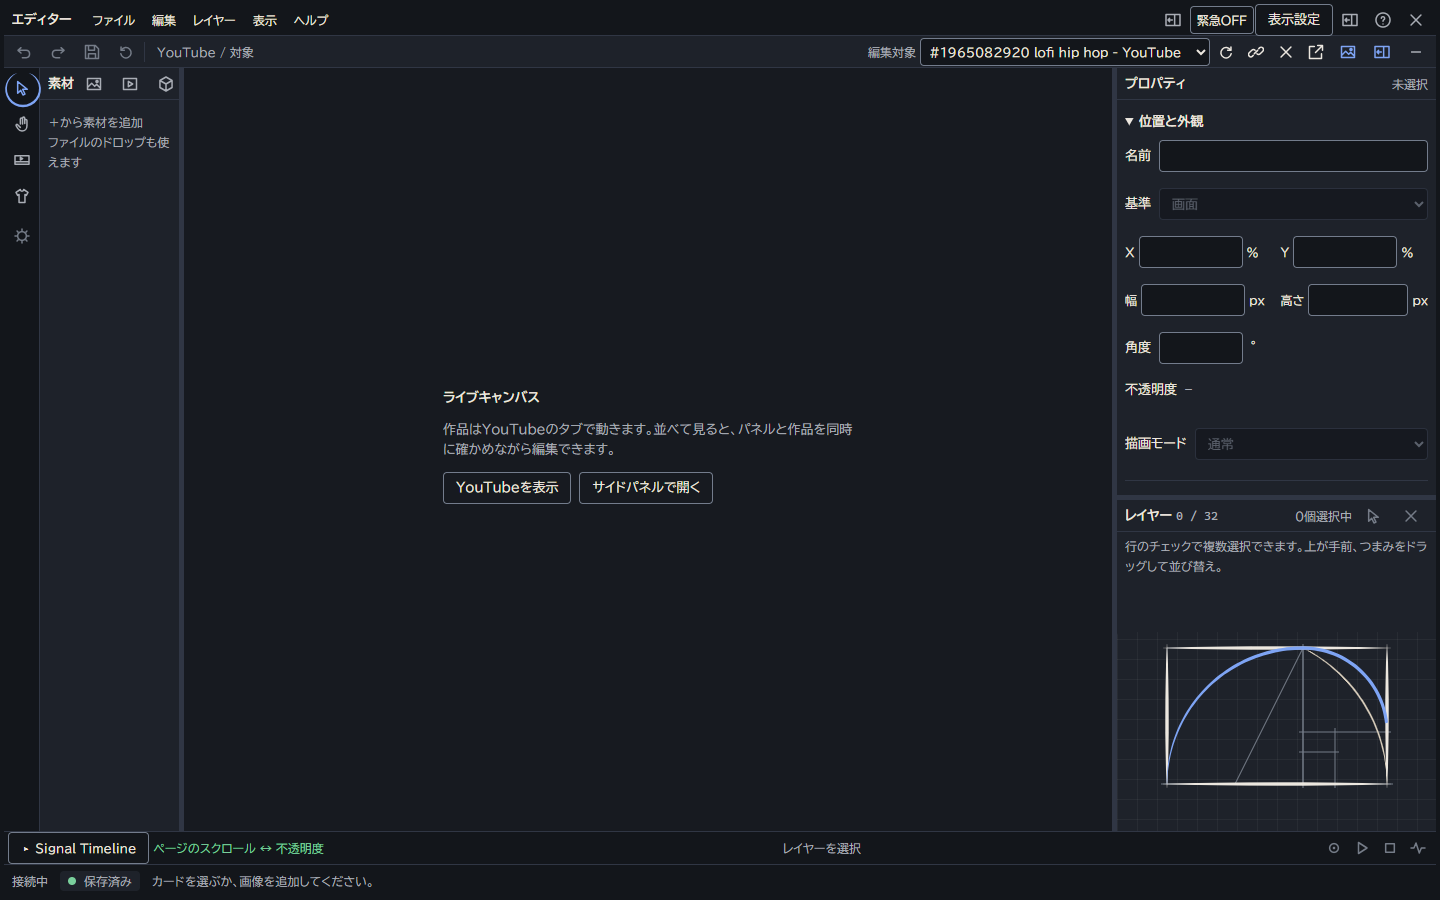 エディター ファイル 編集 レイヤー 表示 ヘルプ 緊急OFF 表示設定
YouTube / 対象 編集対象 #1965082920 lofi hip hop - YouTube
素材
+から素材を追加
ファイルのドロップも使
えます
ライブキャンバス
作品はYouTubeのタブで動きます。並べて見ると、パネルと作品を同時
に確かめながら編集できます。
YouTubeを表示 サイドパネルで開く
プロパティ 未選択
▼ 位置と外観
名前
基準 画面
X % Y %
幅 px 高さ px
角度 °
不透明度 –
描画モード 通常
レイヤー 0 / 32 0個選択中
行のチェックで複数選択できます。上が手前、つまみをドラ
ッグして並び替え。
▸ Signal Timeline ページのスクロール ↔ 不透明度 レイヤーを選択
接続中 保存済み カードを選ぶか、画像を追加してください。